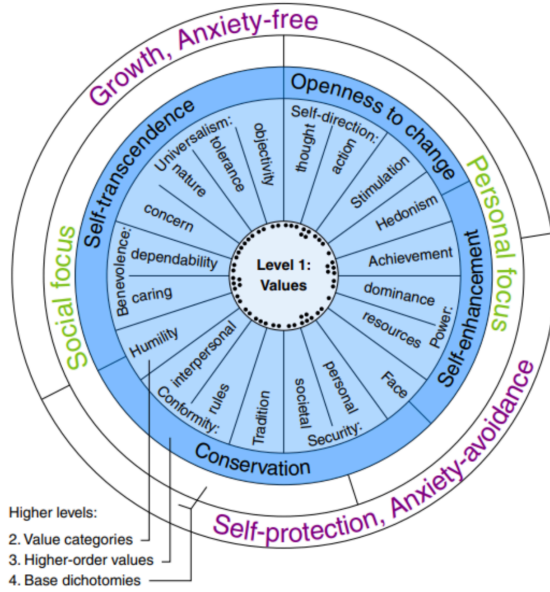 Growth, Anxiety-free
Personal focus
Self-protection, Anxiety-avoidance
Social focus
Openness to change
Self-enhancement
Conservation
Self-transcendence
Self-direction:
thought
action
Stimulation
Hedonism
Achievement
Power:
dominance
resources
Face
Security:
personal
societal
Tradition
Conformity:
rules
interpersonal
Humility
Benevolence:
caring
dependability
Universalism:
concern
nature
tolerance
objectivity
Level 1:
Values
Higher levels:
2. Value categories
3. Higher-order values
4. Base dichotomies